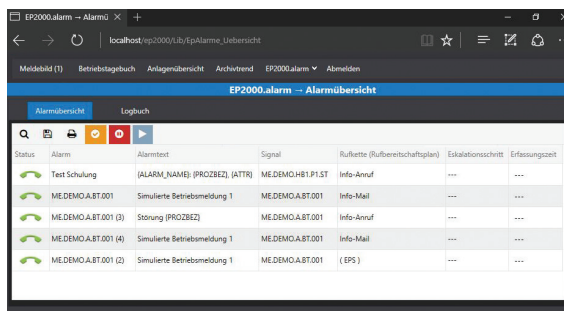 EP2000.alarm → Alarmü
localhost/ep2000/Lib/EpAlarme_Uebersicht
Meldebild (1) Betriebstagebuch Anlagenübersicht Archivtrend EP2000.alarm Abmelden
EP2000.alarm → Alarmübersicht
Alarmübersicht Logbuch
Status Alarm Alarmtext Signal Rufkette (Rufbereitschaftsplan) Eskalationsschritt Erfassungszeit
Test Schulung {ALARM_NAME}: {PROZBEZ}, {ATTR} ME.DEMO.HB1.P1.ST Info-Anruf --- ---
ME.DEMO.A.BT.001 Simulierte Betriebsmeldung 1 ME.DEMO.A.BT.001 Info-Mail --- ---
ME.DEMO.A.BT.001 (3) Störung {PROZBEZ} ME.DEMO.A.BT.001 Info-Anruf --- ---
ME.DEMO.A.BT.001 (4) Simulierte Betriebsmeldung 1 ME.DEMO.A.BT.001 Info-Mail --- ---
ME.DEMO.A.BT.001 (2) Simulierte Betriebsmeldung 1 ME.DEMO.A.BT.001 ( EPS ) --- ---